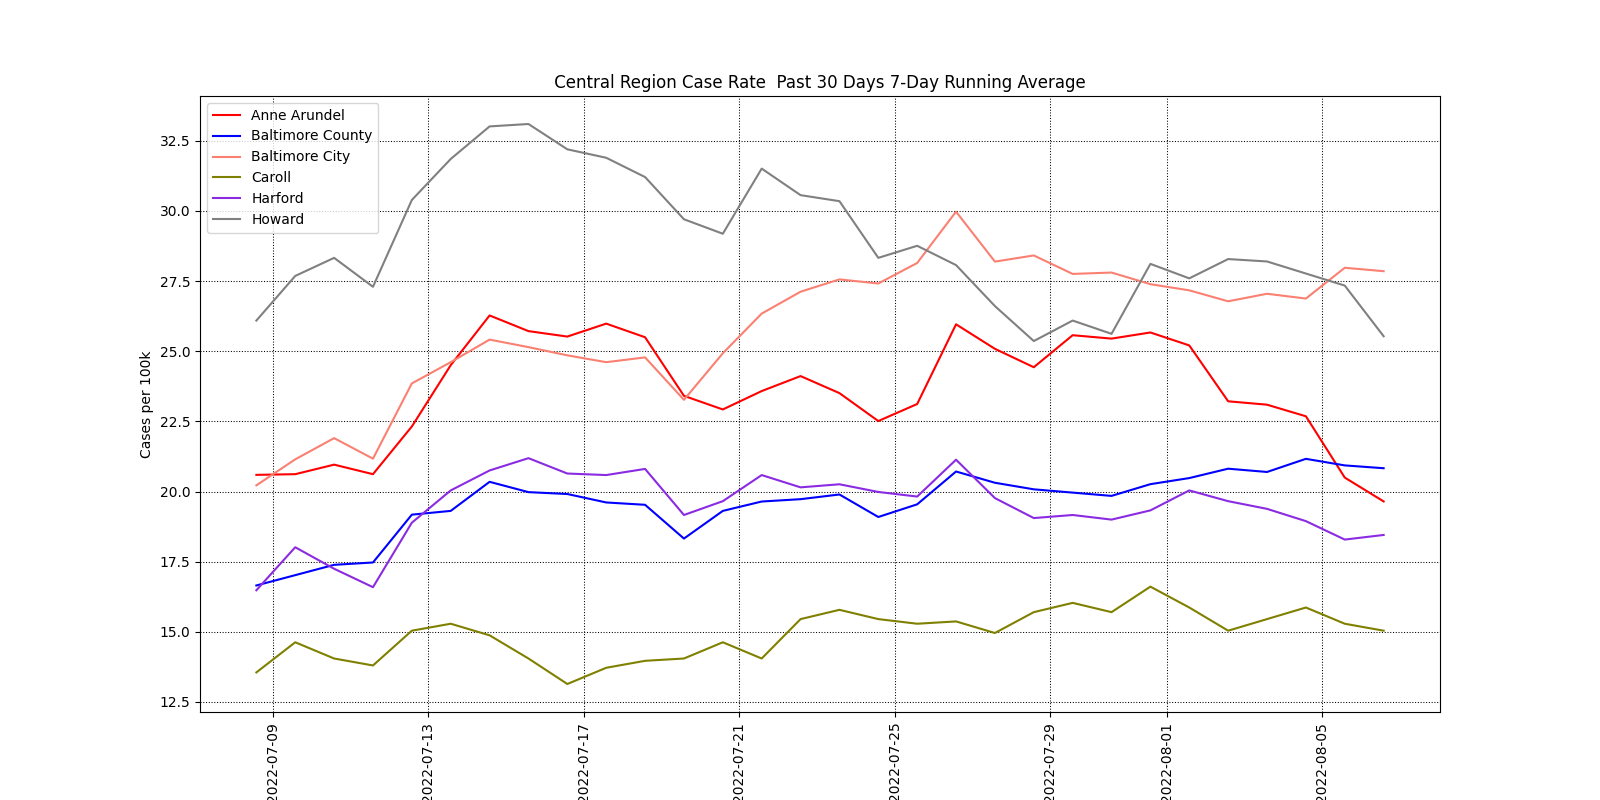 Central Region Case Rate  Past 30 Days 7-Day Running Average
Anne Arundel
Baltimore County
Baltimore City
Caroll
Harford
Howard
Cases per 100k
32.5
30.0
27.5
25.0
22.5
20.0
17.5
15.0
12.5
2022-07-09
2022-07-13
2022-07-17
2022-07-21
2022-07-25
2022-07-29
2022-08-01
2022-08-05